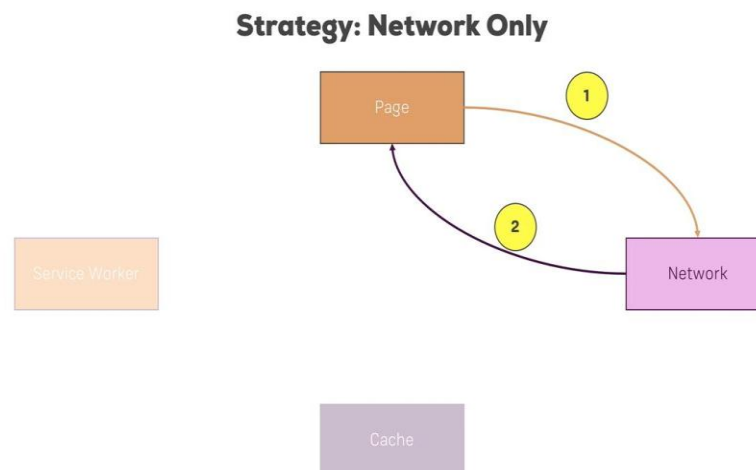 Strategy: Network Only
Page
1
2
Service Worker
Network
Cache